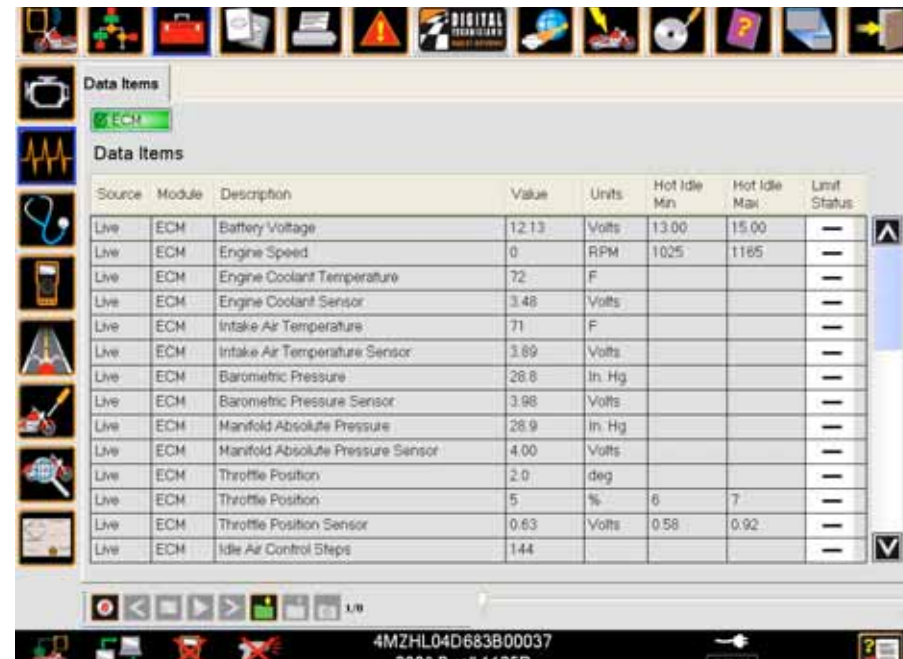 DIGITAL
TECHNICIAN II
Data Items
ECM
Data Items
Source Module Description Value Units Hot Idle Min Hot Idle Max Limit Status
Live ECM Battery Voltage 12.13 Volts 13.00 15.00 —
Live ECM Engine Speed 0 RPM 1025 1165 —
Live ECM Engine Coolant Temperature 72 F —
Live ECM Engine Coolant Sensor 3.48 Volts —
Live ECM Intake Air Temperature 71 F —
Live ECM Intake Air Temperature Sensor 3.69 Volts —
Live ECM Barometric Pressure 28.8 In. Hg —
Live ECM Barometric Pressure Sensor 3.98 Volts —
Live ECM Manifold Absolute Pressure 28.9 In. Hg —
Live ECM Manifold Absolute Pressure Sensor 4.00 Volts —
Live ECM Throttle Position 2.0 deg —
Live ECM Throttle Position 5 % 6 7 —
Live ECM Throttle Position Sensor 0.63 Volts 0.58 0.92 —
Live ECM Idle Air Control Steps 144 —
4MZHL04D683B00037